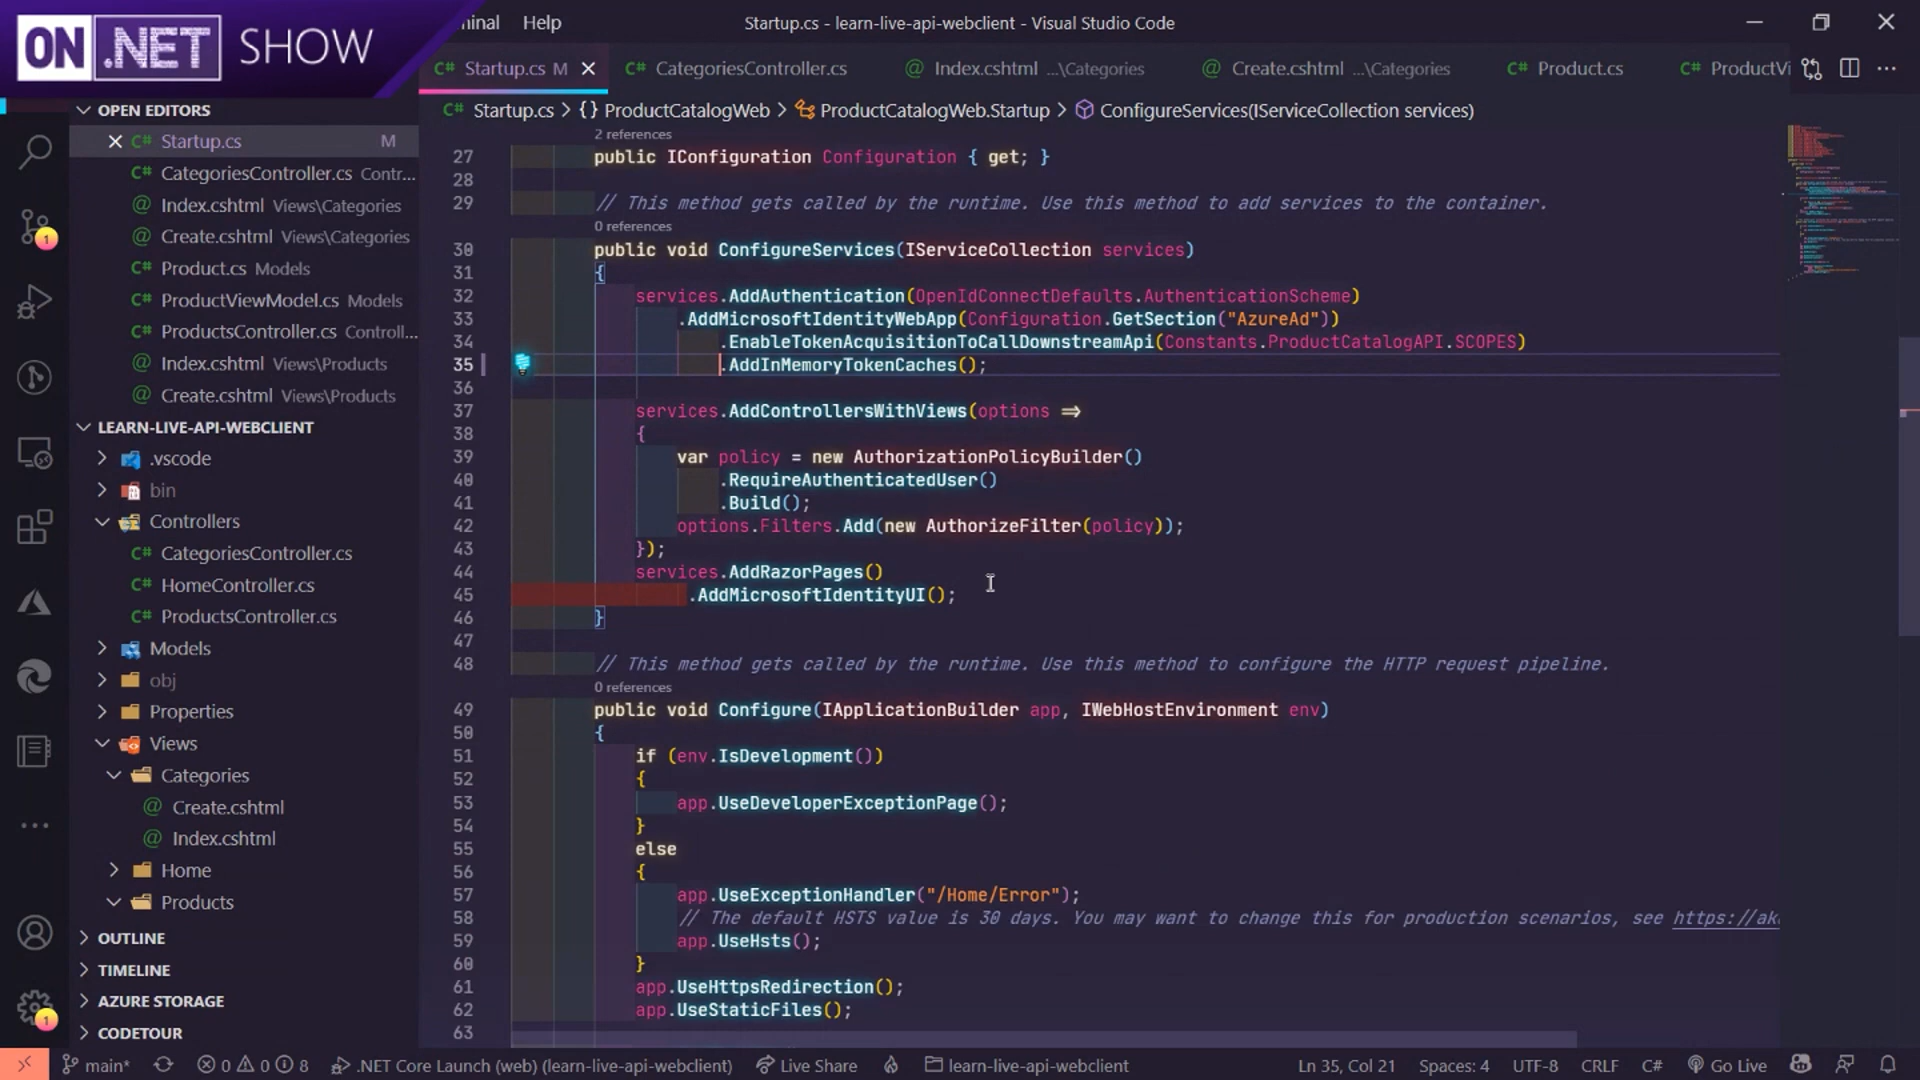 ON .NET SHOW
minal Help
Startup.cs - learn-live-api-webclient - Visual Studio Code
C# Startup.cs M
C# CategoriesController.cs
@ Index.cshtml ...\Categories
@ Create.cshtml ...\Categories
C# Product.cs
C# ProductVi
C# Startup.cs > {} ProductCatalogWeb > ProductCatalogWeb.Startup > ConfigureServices(IServiceCollection services)
OPEN EDITORS
C# Startup.cs M
C# CategoriesController.cs Contr...
@ Index.cshtml Views\Categories
@ Create.cshtml Views\Categories
C# Product.cs Models
C# ProductViewModel.cs Models
C# ProductsController.cs Controll...
@ Index.cshtml Views\Products
@ Create.cshtml Views\Products
LEARN-LIVE-API-WEBCLIENT
.vscode
bin
Controllers
C# CategoriesController.cs
C# HomeController.cs
C# ProductsController.cs
Models
obj
Properties
Views
Categories
@ Create.cshtml
@ Index.cshtml
Home
Products
OUTLINE
TIMELINE
AZURE STORAGE
CODETOUR
1
1
2 references
27 public IConfiguration Configuration { get; }
28
29 // This method gets called by the runtime. Use this method to add services to the container.
0 references
30 public void ConfigureServices(IServiceCollection services)
31 {
32 services.AddAuthentication(OpenIdConnectDefaults.AuthenticationScheme)
33 .AddMicrosoftIdentityWebApp(Configuration.GetSection("AzureAd"))
34 .EnableTokenAcquisitionToCallDownstreamApi(Constants.ProductCatalogAPI.SCOPES)
35 .AddInMemoryTokenCaches();
36
37 services.AddControllersWithViews(options =>
38 {
39 var policy = new AuthorizationPolicyBuilder()
40 .RequireAuthenticatedUser()
41 .Build();
42 options.Filters.Add(new AuthorizeFilter(policy));
43 });
44 services.AddRazorPages()
45 .AddMicrosoftIdentityUI();
46 }
47
48 // This method gets called by the runtime. Use this method to configure the HTTP request pipeline.
0 references
49 public void Configure(IApplicationBuilder app, IWebHostEnvironment env)
50 {
51 if (env.IsDevelopment())
52 {
53 app.UseDeveloperExceptionPage();
54 }
55 else
56 {
57 app.UseExceptionHandler("/Home/Error");
58 // The default HSTS value is 30 days. You may want to change this for production scenarios, see https://ak
59 app.UseHsts();
60 }
61 app.UseHttpsRedirection();
62 app.UseStaticFiles();
63
main* 0 0 8 .NET Core Launch (web) (learn-live-api-webclient) Live Share learn-live-api-webclient Ln 35, Col 21 Spaces: 4 UTF-8 CRLF C# Go Live